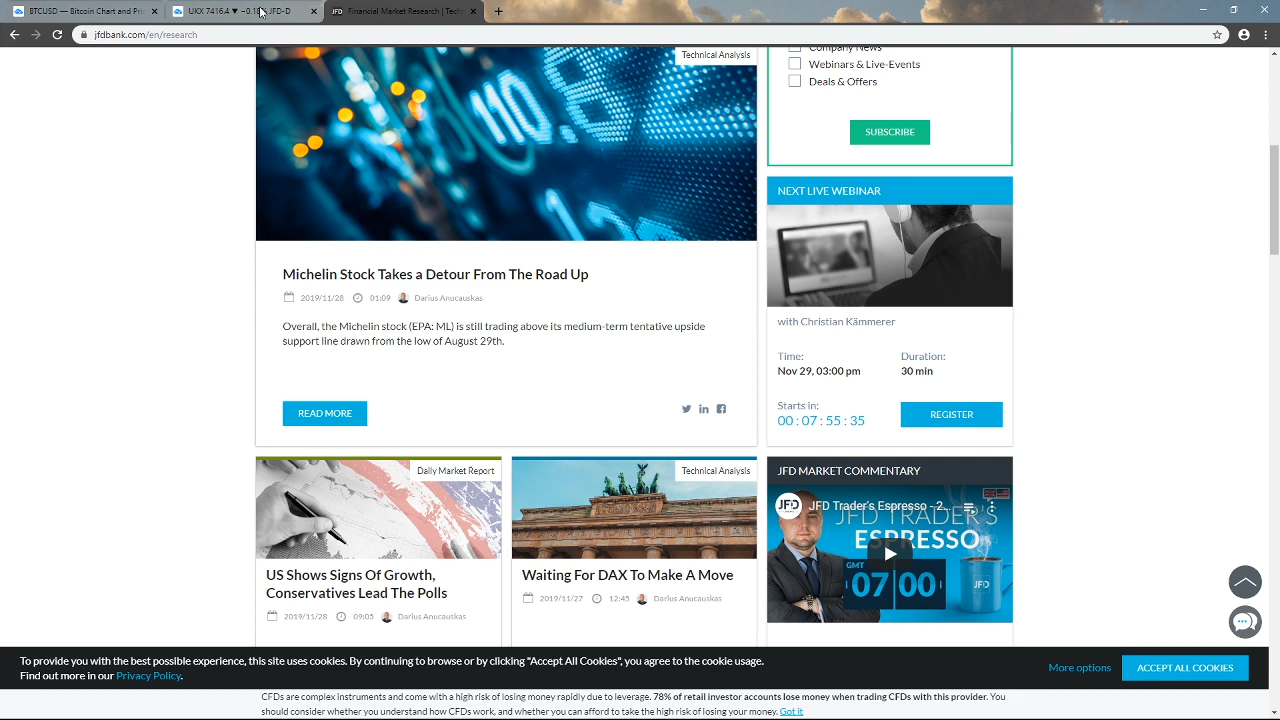 BTCUSD — Bitcoin Chart and Pri
UKX 7416.4 ▼ −0.1
JFD-D
JFD Financial Market Research | Tech
jfdbank.com/en/research
Technical Analysis
Michelin Stock Takes a Detour From The Road Up
2019/11/28 01:09 Darius Anucauskas
Overall, the Michelin stock (EPA: ML) is still trading above its medium-term tentative upside
support line drawn from the low of August 29th.
READ MORE
Daily Market Report
US Shows Signs Of Growth,
Conservatives Lead The Polls
2019/11/28 09:05 Darius Anucauskas
Technical Analysis
Waiting For DAX To Make A Move
2019/11/27 12:45 Darius Anucauskas
Company News
Webinars & Live-Events
Deals & Offers
SUBSCRIBE
NEXT LIVE WEBINAR
with Christian Kämmerer
Time: Duration:
Nov 29, 03:00 pm 30 min
Starts in:
00 : 07 : 55 : 35
REGISTER
JFD MARKET COMMENTARY
JFD JFD Trader's Espresso - 2...
JFD TRADER'S
ESPRESSO
GMT
07 00
JFD
To provide you with the best possible experience, this site uses cookies. By continuing to browse or by clicking "Accept All Cookies", you agree to the cookie usage.
Find out more in our Privacy Policy.
More options
ACCEPT ALL COOKIES
CFDs are complex instruments and come with a high risk of losing money rapidly due to leverage. 78% of retail investor accounts lose money when trading CFDs with this provider. You
should consider whether you understand how CFDs work, and whether you can afford to take the high risk of losing your money. Got it